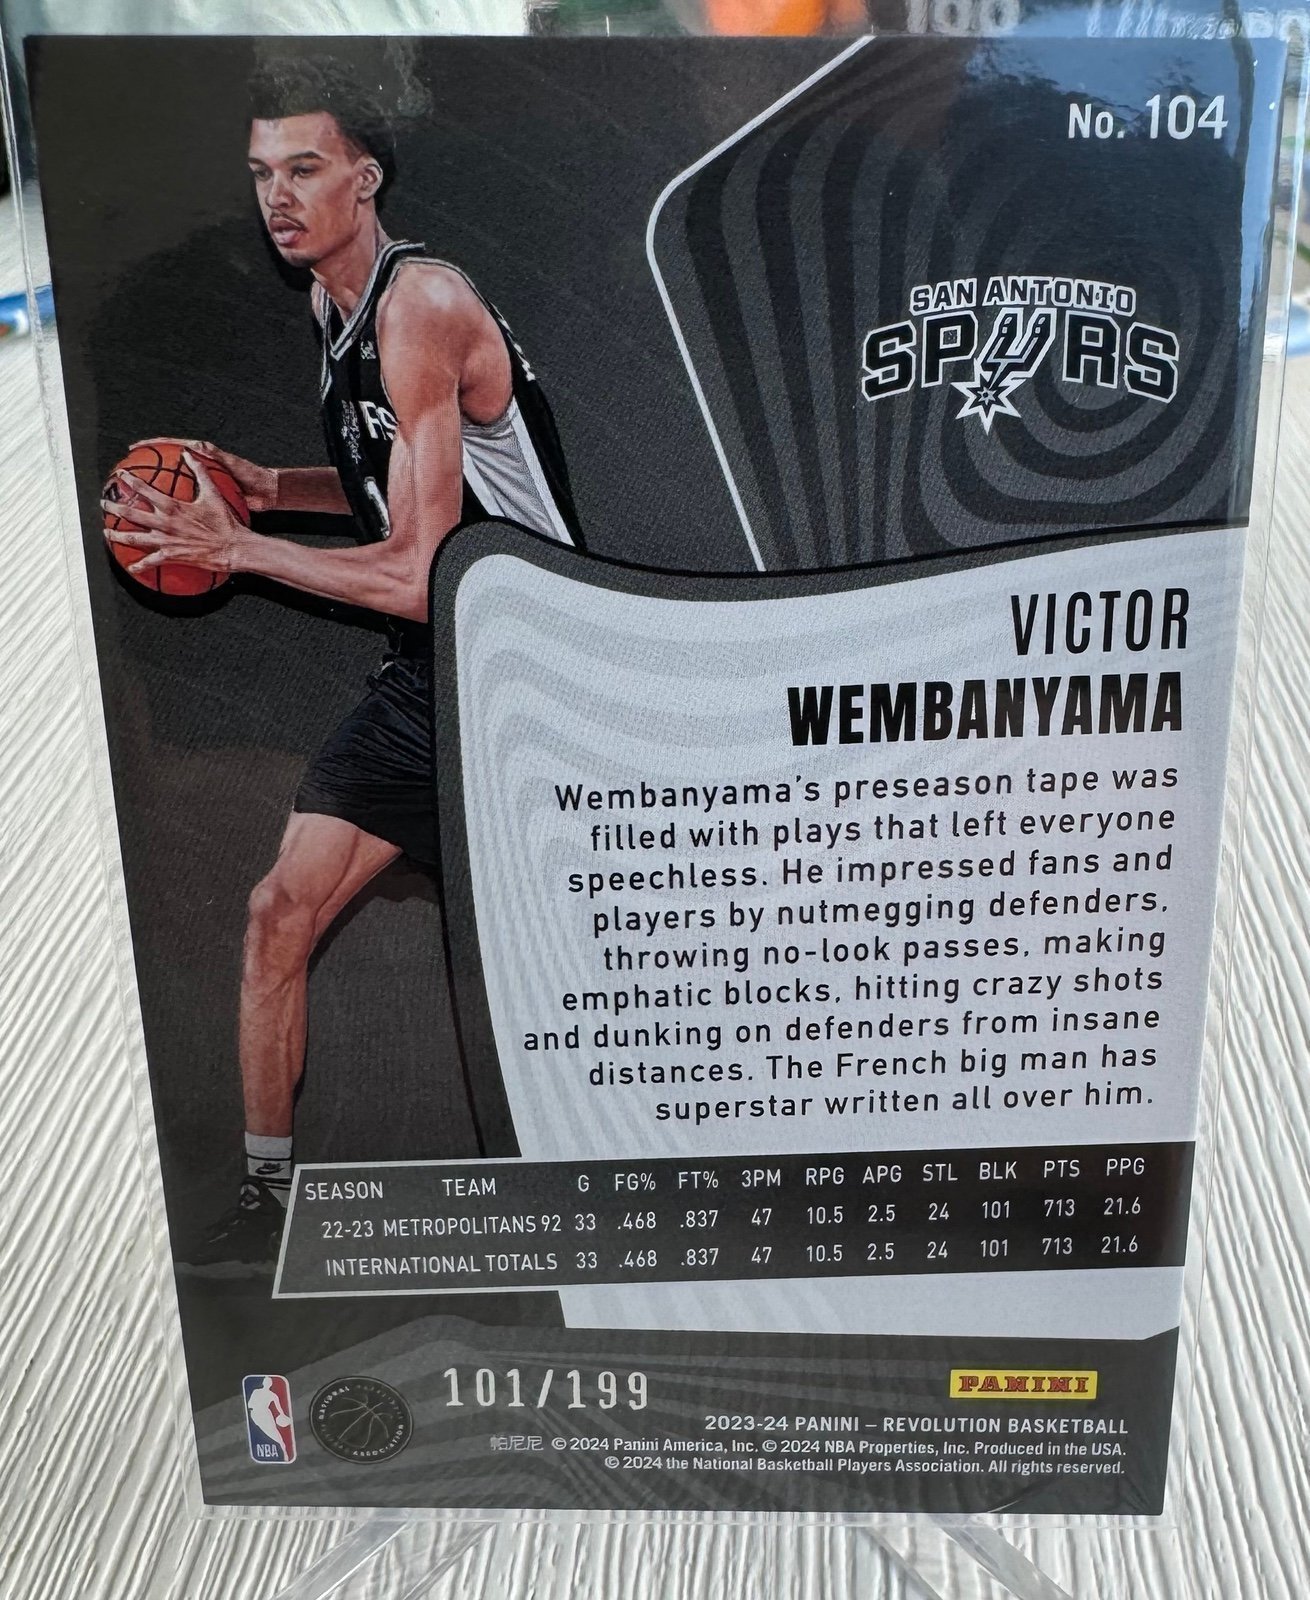 No. 104
SAN ANTONIO
SPURS
VICTOR
WEMBANYAMA
Wembanyama's preseason tape was
filled with plays that left everyone
speechless. He impressed fans and
players by nutmegging defenders,
throwing no-look passes, making
emphatic blocks, hitting crazy shots
and dunking on defenders from insane
distances. The French big man has
superstar written all over him.
SEASON TEAM G FG% FT% 3PM RPG APG STL BLK PTS PPG
22-23 METROPOLITANS 92 33 .468 .837 47 10.5 2.5 24 101 713 21.6
INTERNATIONAL TOTALS 33 .468 .837 47 10.5 2.5 24 101 713 21.6
101/199
PANINI
NBA
2023-24 PANINI – REVOLUTION BASKETBALL
帕尼尼 © 2024 Panini America, Inc. © 2024 NBA Properties, Inc. Produced in the USA.
© 2024 the National Basketball Players Association. All rights reserved.